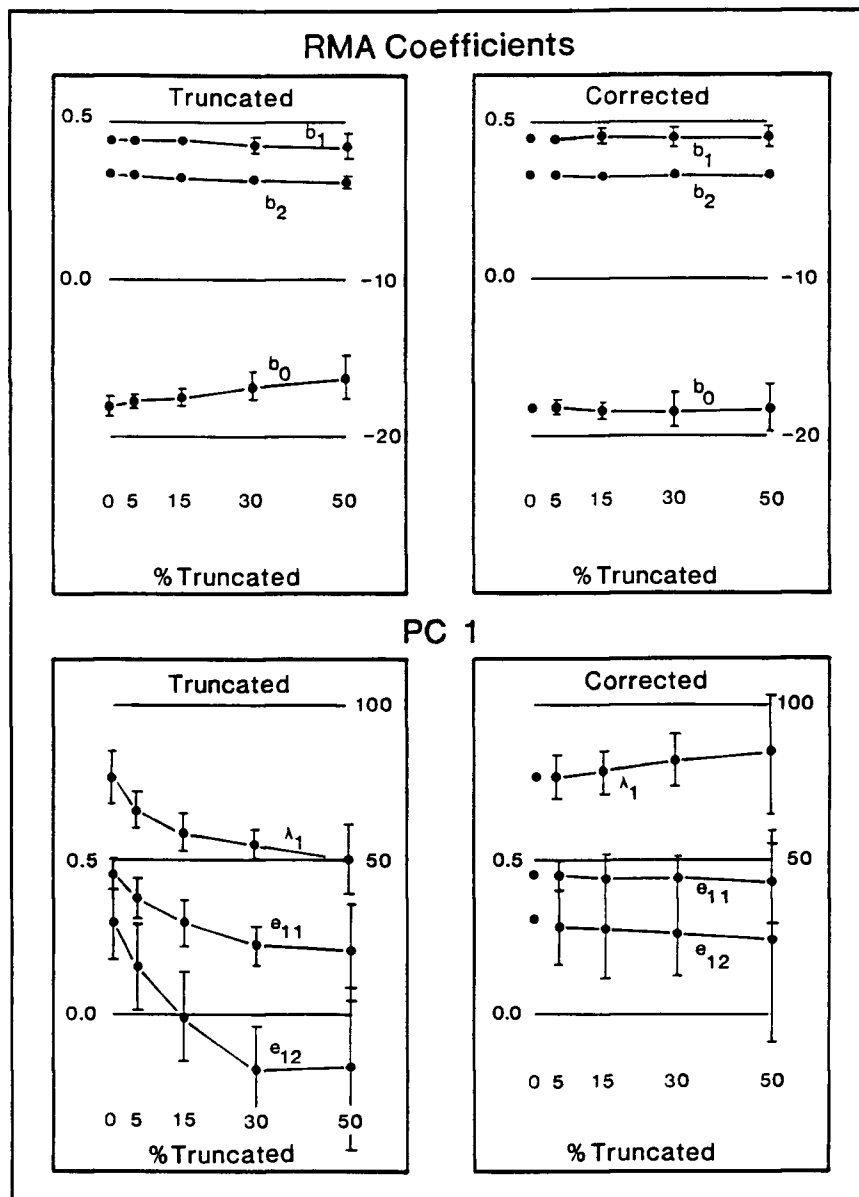 RMA Coefficients
Truncated
0.5
b1
b2
0.0
-10
b0
-20
0 5 15 30 50
% Truncated
Corrected
0.5
b1
b2
0.0
-10
b0
-20
0 5 15 30 50
% Truncated
PC 1
Truncated
100
λ1
0.5
50
e11
0.0
e12
0 5 15 30 50
% Truncated
Corrected
100
λ1
0.5
50
e11
e12
0.0
0 5 15 30 50
% Truncated